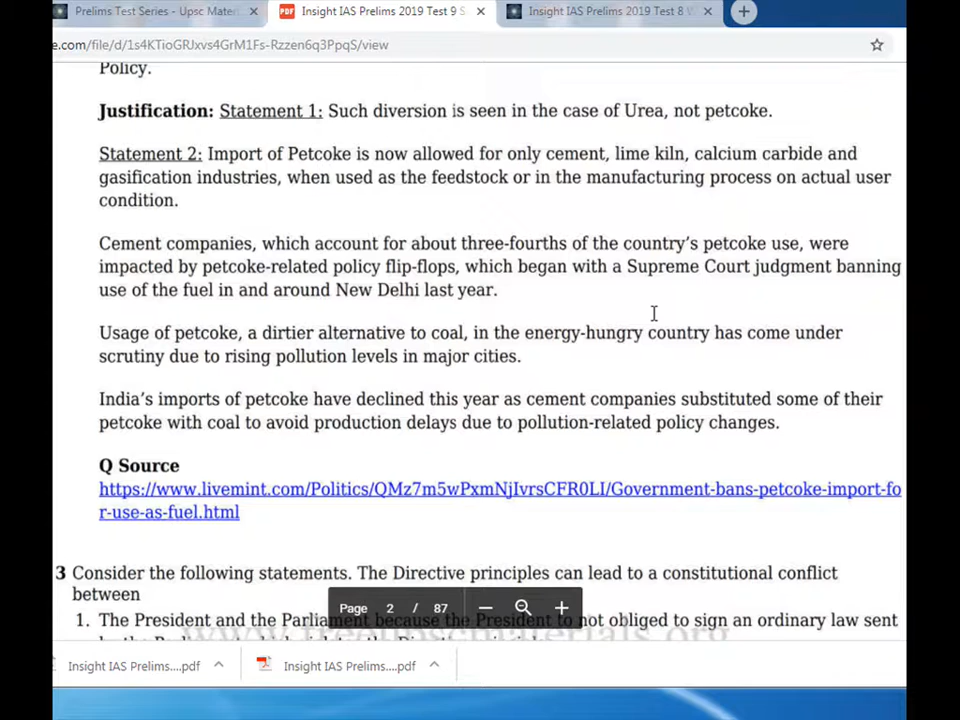 Prelims Test Series - Upsc Mater
Insight IAS Prelims 2019 Test 9 S
Insight IAS Prelims 2019 Test 8
e.com/file/d/1s4KTioGRJxvs4GrM1Fs-Rzzen6q3PpqS/view
Policy.
Justification: Statement 1: Such diversion is seen in the case of Urea, not petcoke.
Statement 2: Import of Petcoke is now allowed for only cement, lime kiln, calcium carbide and
gasification industries, when used as the feedstock or in the manufacturing process on actual user
condition.
Cement companies, which account for about three-fourths of the country's petcoke use, were
impacted by petcoke-related policy flip-flops, which began with a Supreme Court judgment banning
use of the fuel in and around New Delhi last year.
Usage of petcoke, a dirtier alternative to coal, in the energy-hungry country has come under
scrutiny due to rising pollution levels in major cities.
India's imports of petcoke have declined this year as cement companies substituted some of their
petcoke with coal to avoid production delays due to pollution-related policy changes.
Q Source
https://www.livemint.com/Politics/QMz7m5wPxmNjIvrsCFR0LI/Government-bans-petcoke-import-fo
r-use-as-fuel.html
3 Consider the following statements. The Directive principles can lead to a constitutional conflict
between
Page 2 / 87
1. The President and the Parliament because the President to not obliged to sign an ordinary law sent
Insight IAS Prelims....pdf
PDF Insight IAS Prelims....pdf